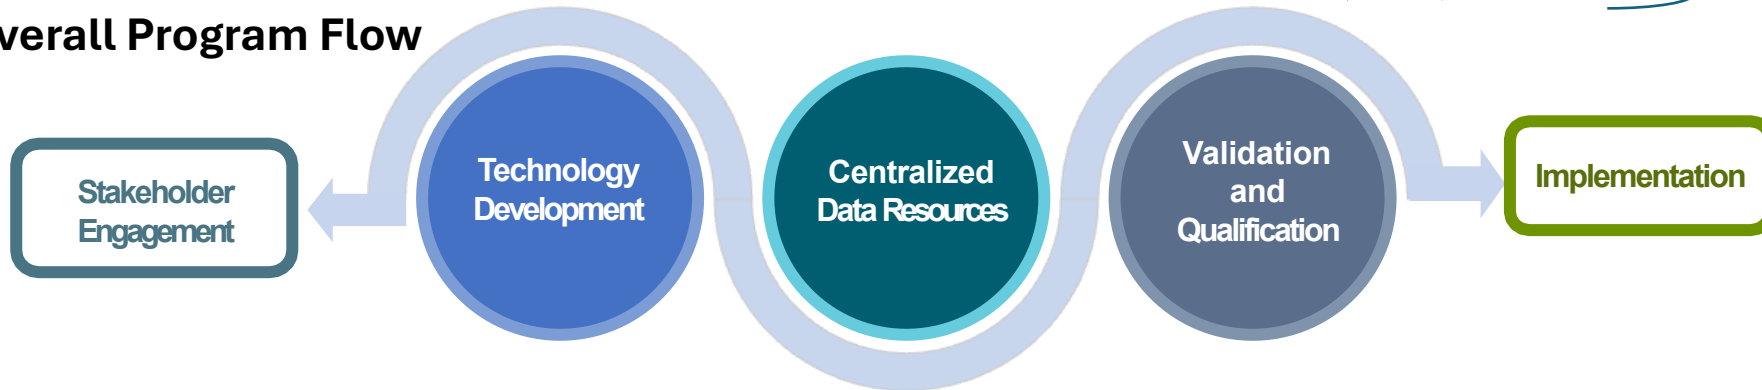 verall Program Flow
Stakeholder
Engagement
Technology
Development
Centralized
Data Resources
Validation
and
Qualification
Implementation